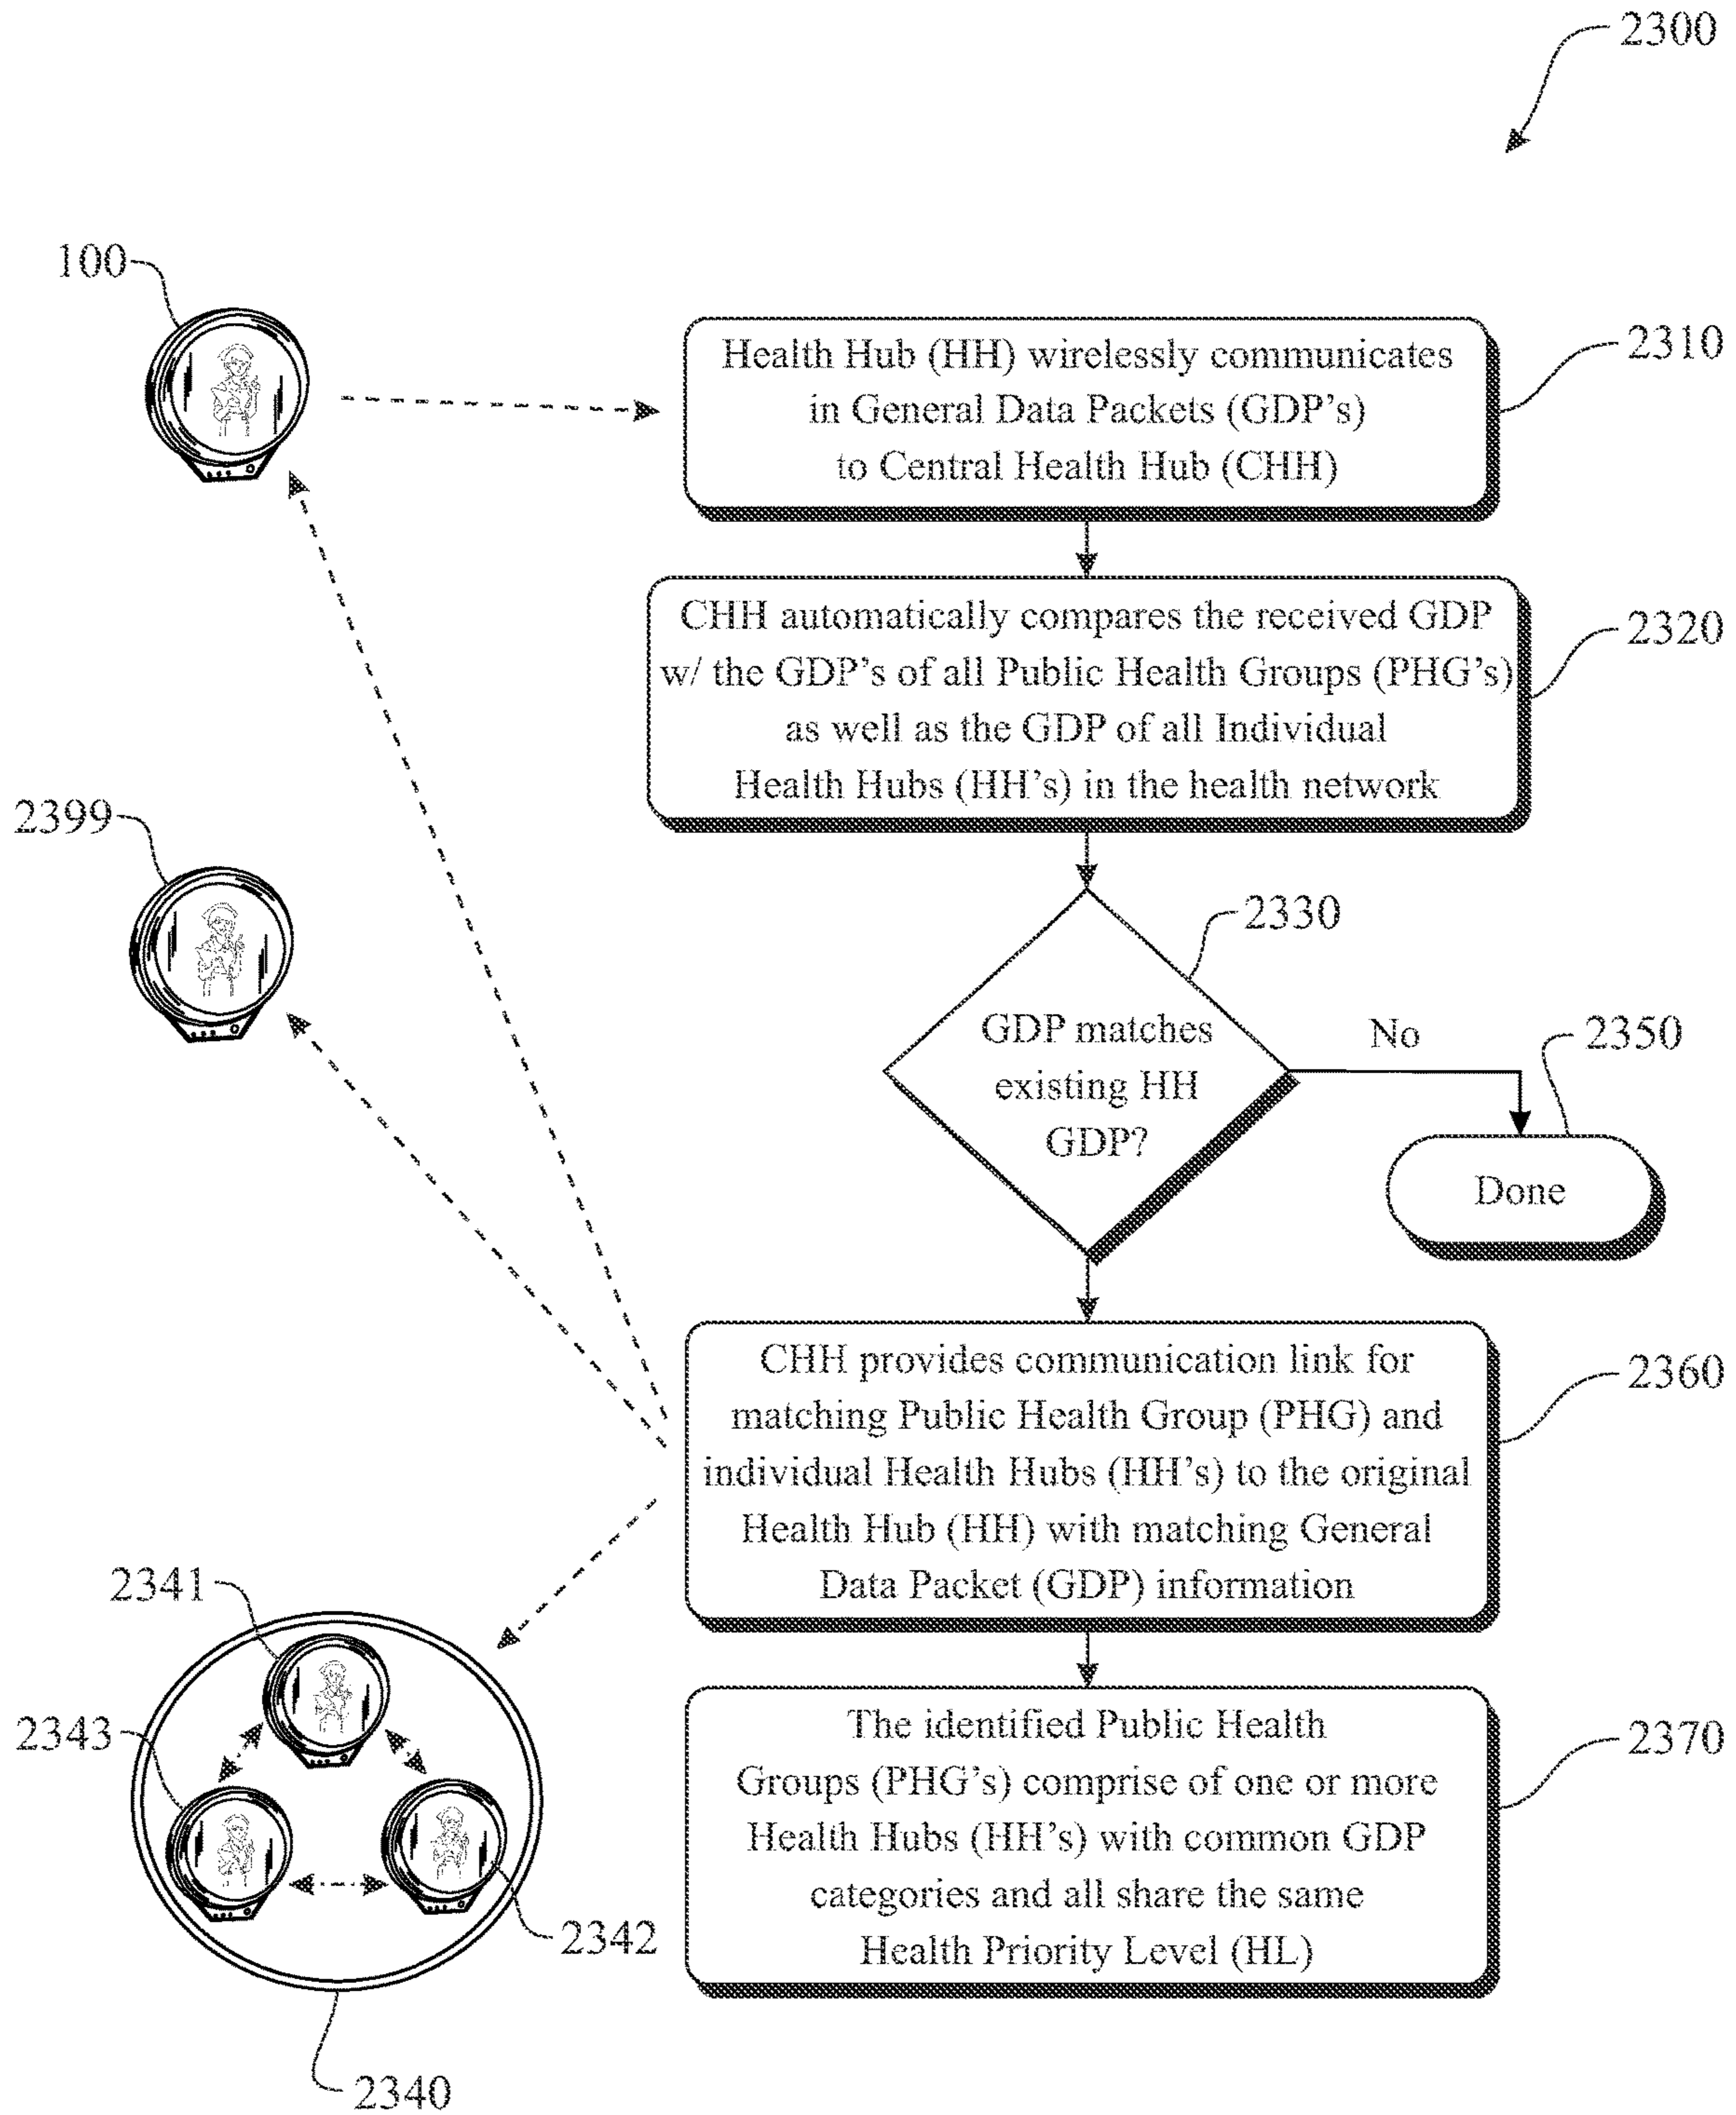 2300
100
Health Hub (HH) wirelessly communicates
in General Data Packets (GDP's)
to Central Health Hub (CHH)
2310
CHH automatically compares the received GDP
w/ the GDP's of all Public Health Groups (PHG's)
as well as the GDP of all Individual
Health Hubs (HH's) in the health network
2320
2399
2330
GDP matches
existing HH
GDP?
No
2350
Done
CHH provides communication link for
matching Public Health Group (PHG) and
individual Health Hubs (HH's) to the original
Health Hub (HH) with matching General
Data Packet (GDP) information
2360
2341
2343
2342
2340
The identified Public Health
Groups (PHG's) comprise of one or more
Health Hubs (HH's) with common GDP
categories and all share the same
Health Priority Level (HL)
2370